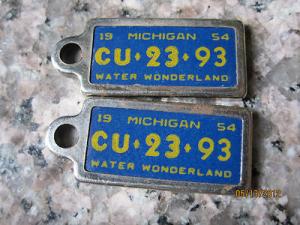 19 MICHIGAN 54
CU·23·93
WATER WONDERLAND
19 MICHIGAN 54
CU·23·93
WATER WONDERLAND